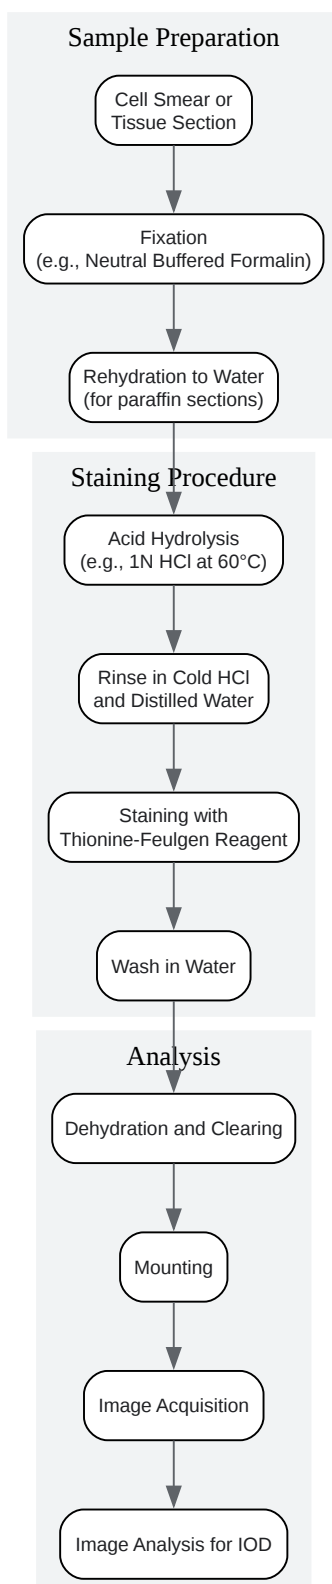 Sample Preparation
Cell Smear or
Tissue Section
Fixation
(e.g., Neutral Buffered Formalin)
Rehydration to Water
(for paraffin sections)
Staining Procedure
Acid Hydrolysis
(e.g., 1N HCl at 60°C)
Rinse in Cold HCl
and Distilled Water
Staining with
Thionine-Feulgen Reagent
Wash in Water
Analysis
Dehydration and Clearing
Mounting
Image Acquisition
Image Analysis for IOD